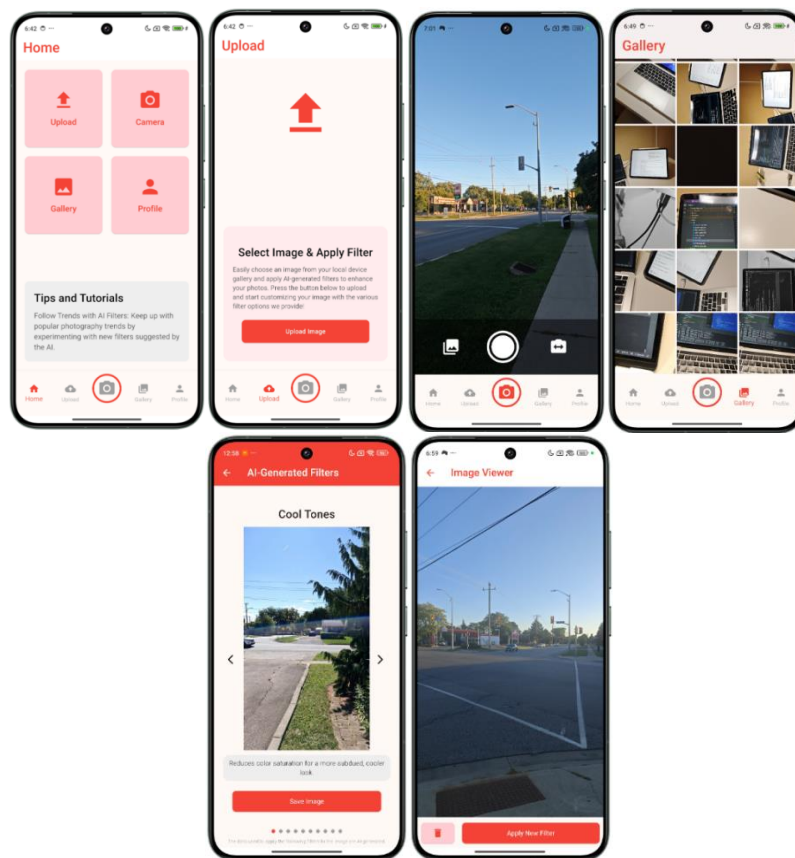 6:42
Home
Upload
Camera
Gallery
Profile
Tips and Tutorials
Follow Trends with AI Filters: Keep up with
popular photography trends by
experimenting with new filters suggested by
the AI.
Home
Upload
Gallery
Profile
6:42
Upload
Select Image & Apply Filter
Easily choose an image from your local device
gallery and apply AI-generated filters to enhance
your photos. Press the button below to upload
and start customizing your image with the various
filter options we provide.
Upload Image
Home
Upload
Gallery
Profile
7:01
Home
Upload
Gallery
Profile
6:49
Gallery
Home
Upload
Gallery
Profile
12:58
AI-Generated Filters
Cool Tones
Reduces color saturation for a more subdued, cooler
look.
Save Image
6:59
Image Viewer
Apply New Filter